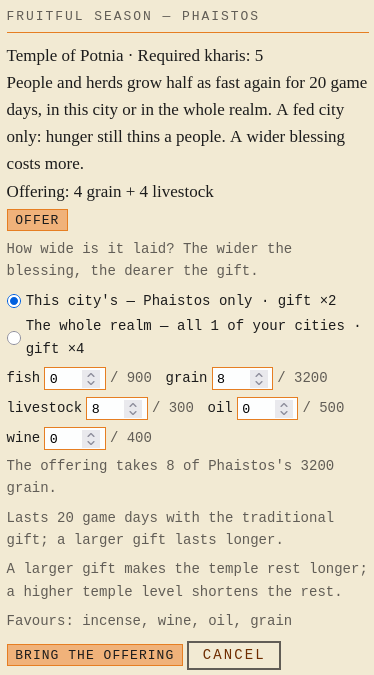 FRUITFUL SEASON — PHAISTOS
Temple of Potnia · Required kharis: 5
People and herds grow half as fast again for 20 game
days, in this city or in the whole realm. A fed city
only: hunger still thins a people. A wider blessing
costs more.
Offering: 4 grain + 4 livestock
OFFER
How wide is it laid? The wider the
blessing, the dearer the gift.
This city's — Phaistos only · gift ×2
The whole realm — all 1 of your cities ·
gift ×4
fish 0 / 900 grain 8 / 3200
livestock 8 / 300 oil 0 / 500
wine 0 / 400
The offering takes 8 of Phaistos's 3200
grain.
Lasts 20 game days with the traditional
gift; a larger gift lasts longer.
A larger gift makes the temple rest longer;
a higher temple level shortens the rest.
Favours: incense, wine, oil, grain
BRING THE OFFERING CANCEL